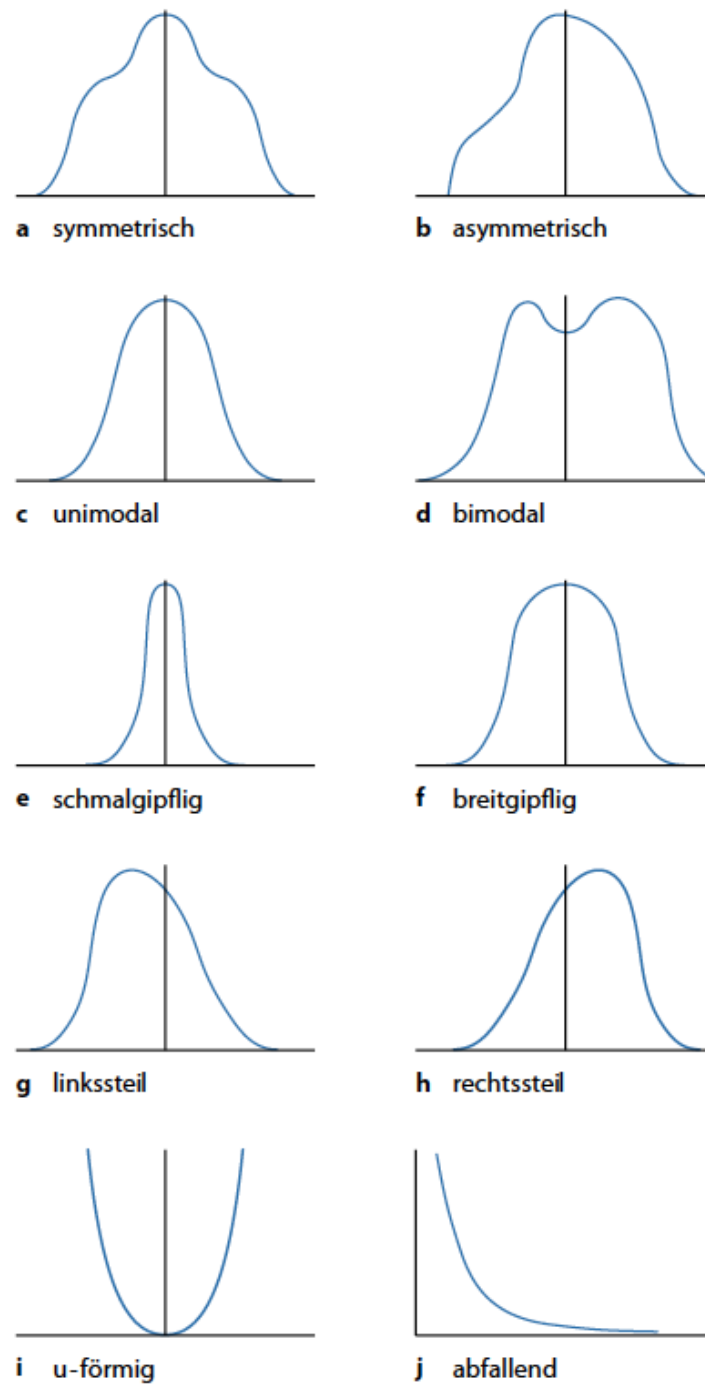 a symmetrisch
b asymmetrisch
c unimodal
d bimodal
e schmalgipflig
f breitgipflig
g linkssteil
h rechtssteil
i u-förmig
j abfallend